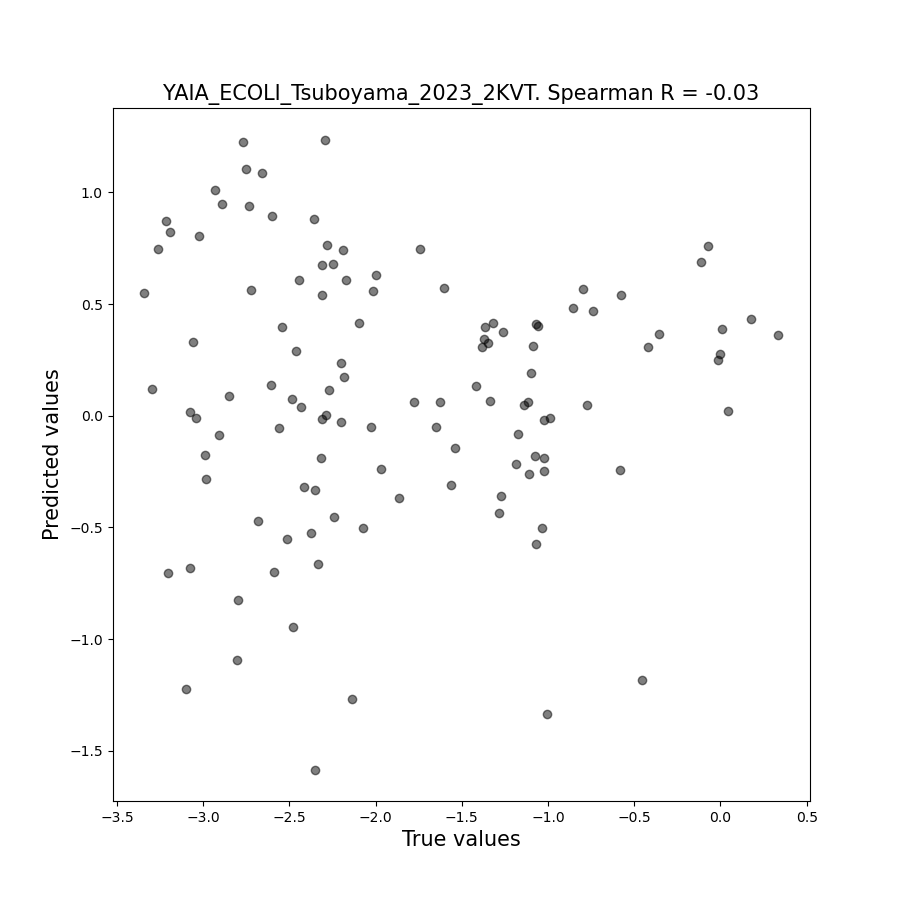 YAIA_ECOLI_Tsuboyama_2023_2KVT. Spearman R = -0.03
1.0
0.5
0.0
−0.5
−1.0
−1.5
Predicted values
−3.5 −3.0 −2.5 −2.0 −1.5 −1.0 −0.5 0.0 0.5
True values